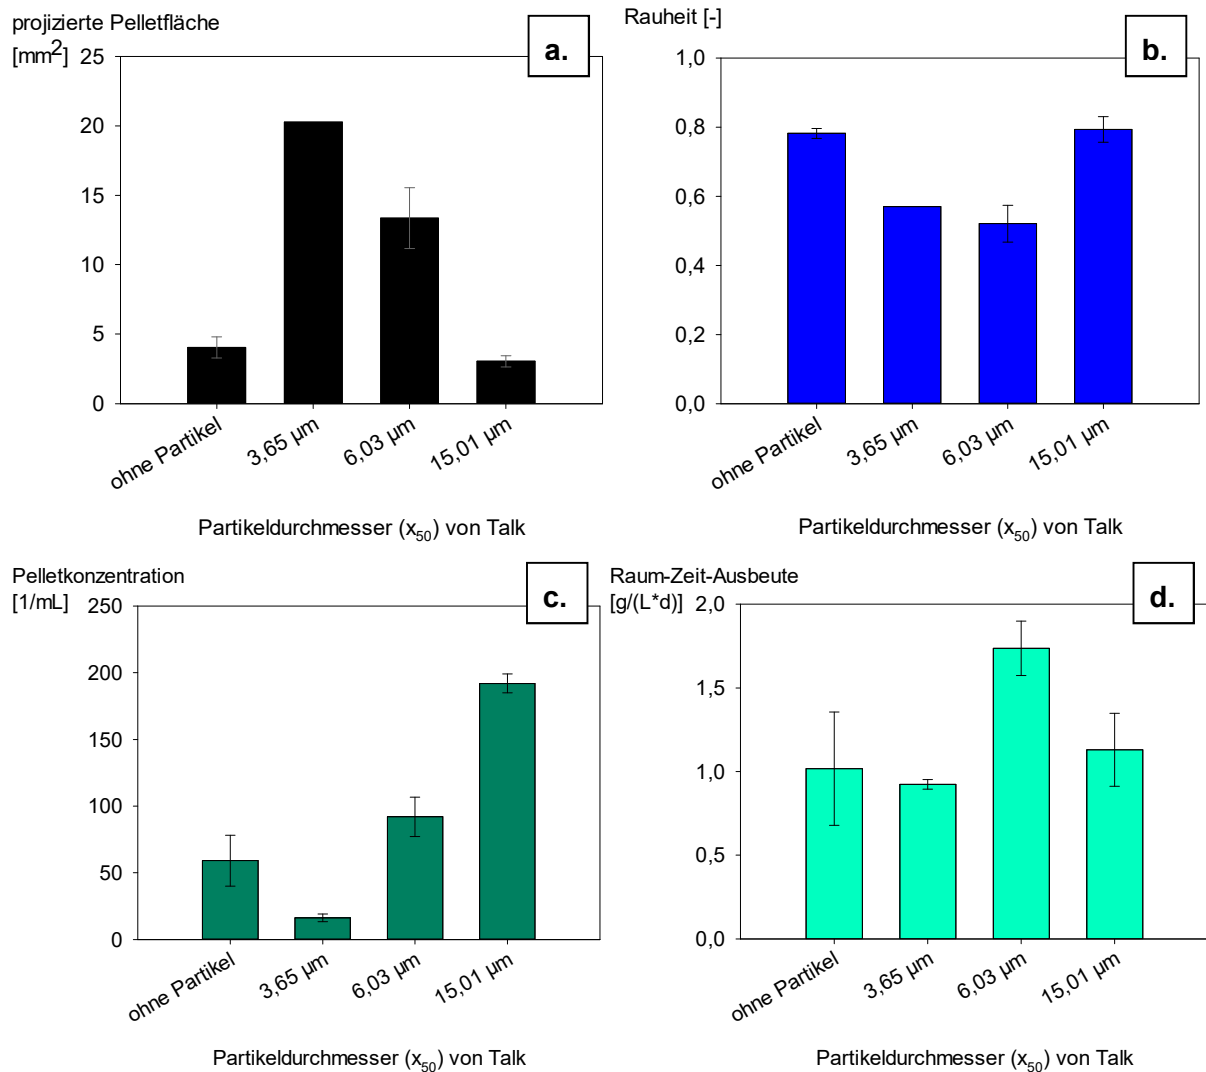 projizierte Pelletfläche
[mm2]
a.
25
20
15
10
5
0
ohne Partikel
3,65 µm
6,03 µm
15,01 µm
Partikeldurchmesser (x50) von Talk
Rauheit [-]
b.
1,0
0,8
0,6
0,4
0,2
0,0
ohne Partikel
3,65 µm
6,03 µm
15,01 µm
Partikeldurchmesser (x50) von Talk
Pelletkonzentration
[1/mL]
c.
250
200
150
100
50
0
ohne Partikel
3,65 µm
6,03 µm
15,01 µm
Partikeldurchmesser (x50) von Talk
Raum-Zeit-Ausbeute
[g/(L*d)]
d.
2,0
1,5
1,0
0,5
0,0
ohne Partikel
3,65 µm
6,03 µm
15,01 µm
Partikeldurchmesser (x50) von Talk